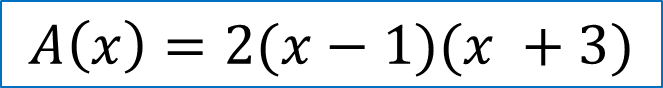 A(x) = 2(x − 1)(x + 3)